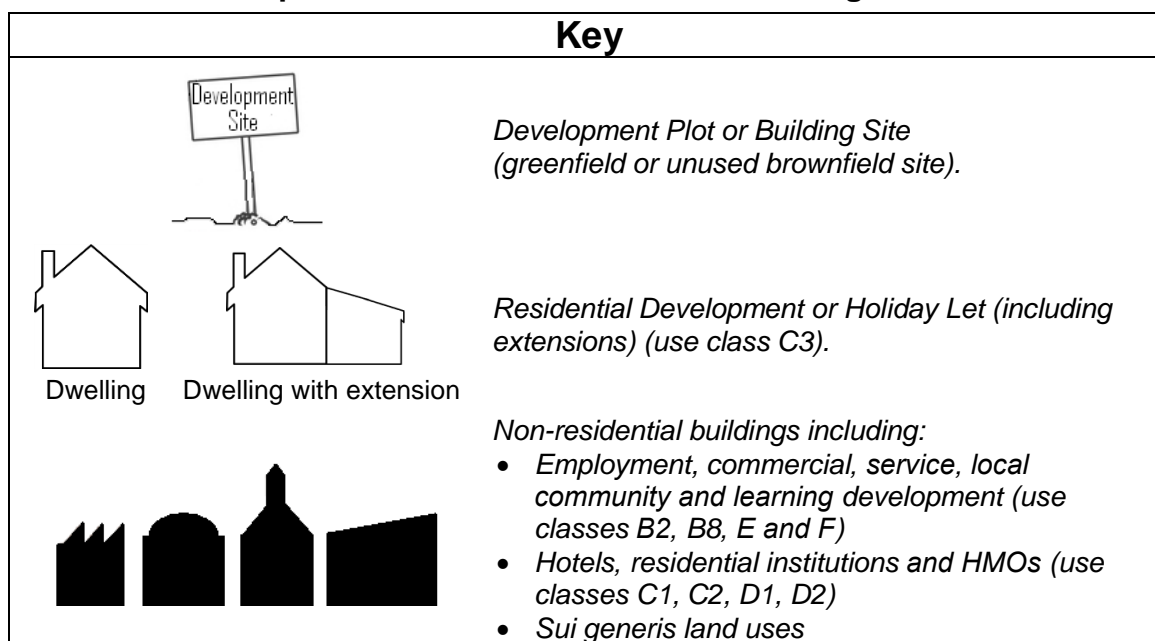 Key
Development
Site
Development Plot or Building Site
(greenfield or unused brownfield site).
Residential Development or Holiday Let (including
extensions) (use class C3).
Dwelling
Dwelling with extension
Non-residential buildings including:
• Employment, commercial, service, local
community and learning development (use
classes B2, B8, E and F)
• Hotels, residential institutions and HMOs (use
classes C1, C2, D1, D2)
• Sui generis land uses